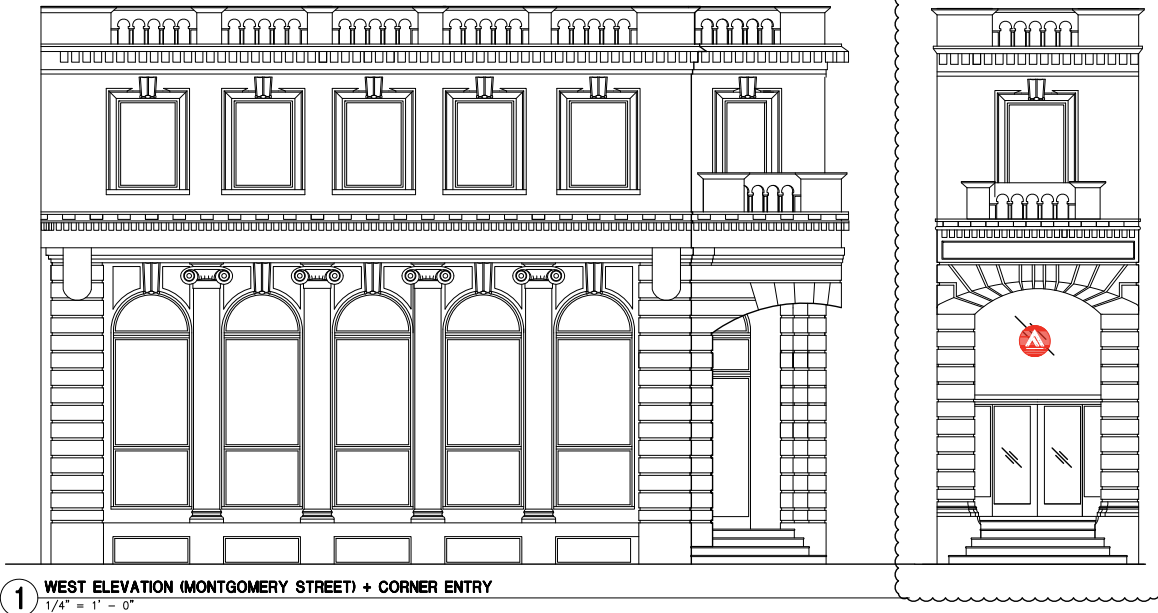 1
WEST ELEVATION (MONTGOMERY STREET) + CORNER ENTRY
1/4" = 1' - 0"